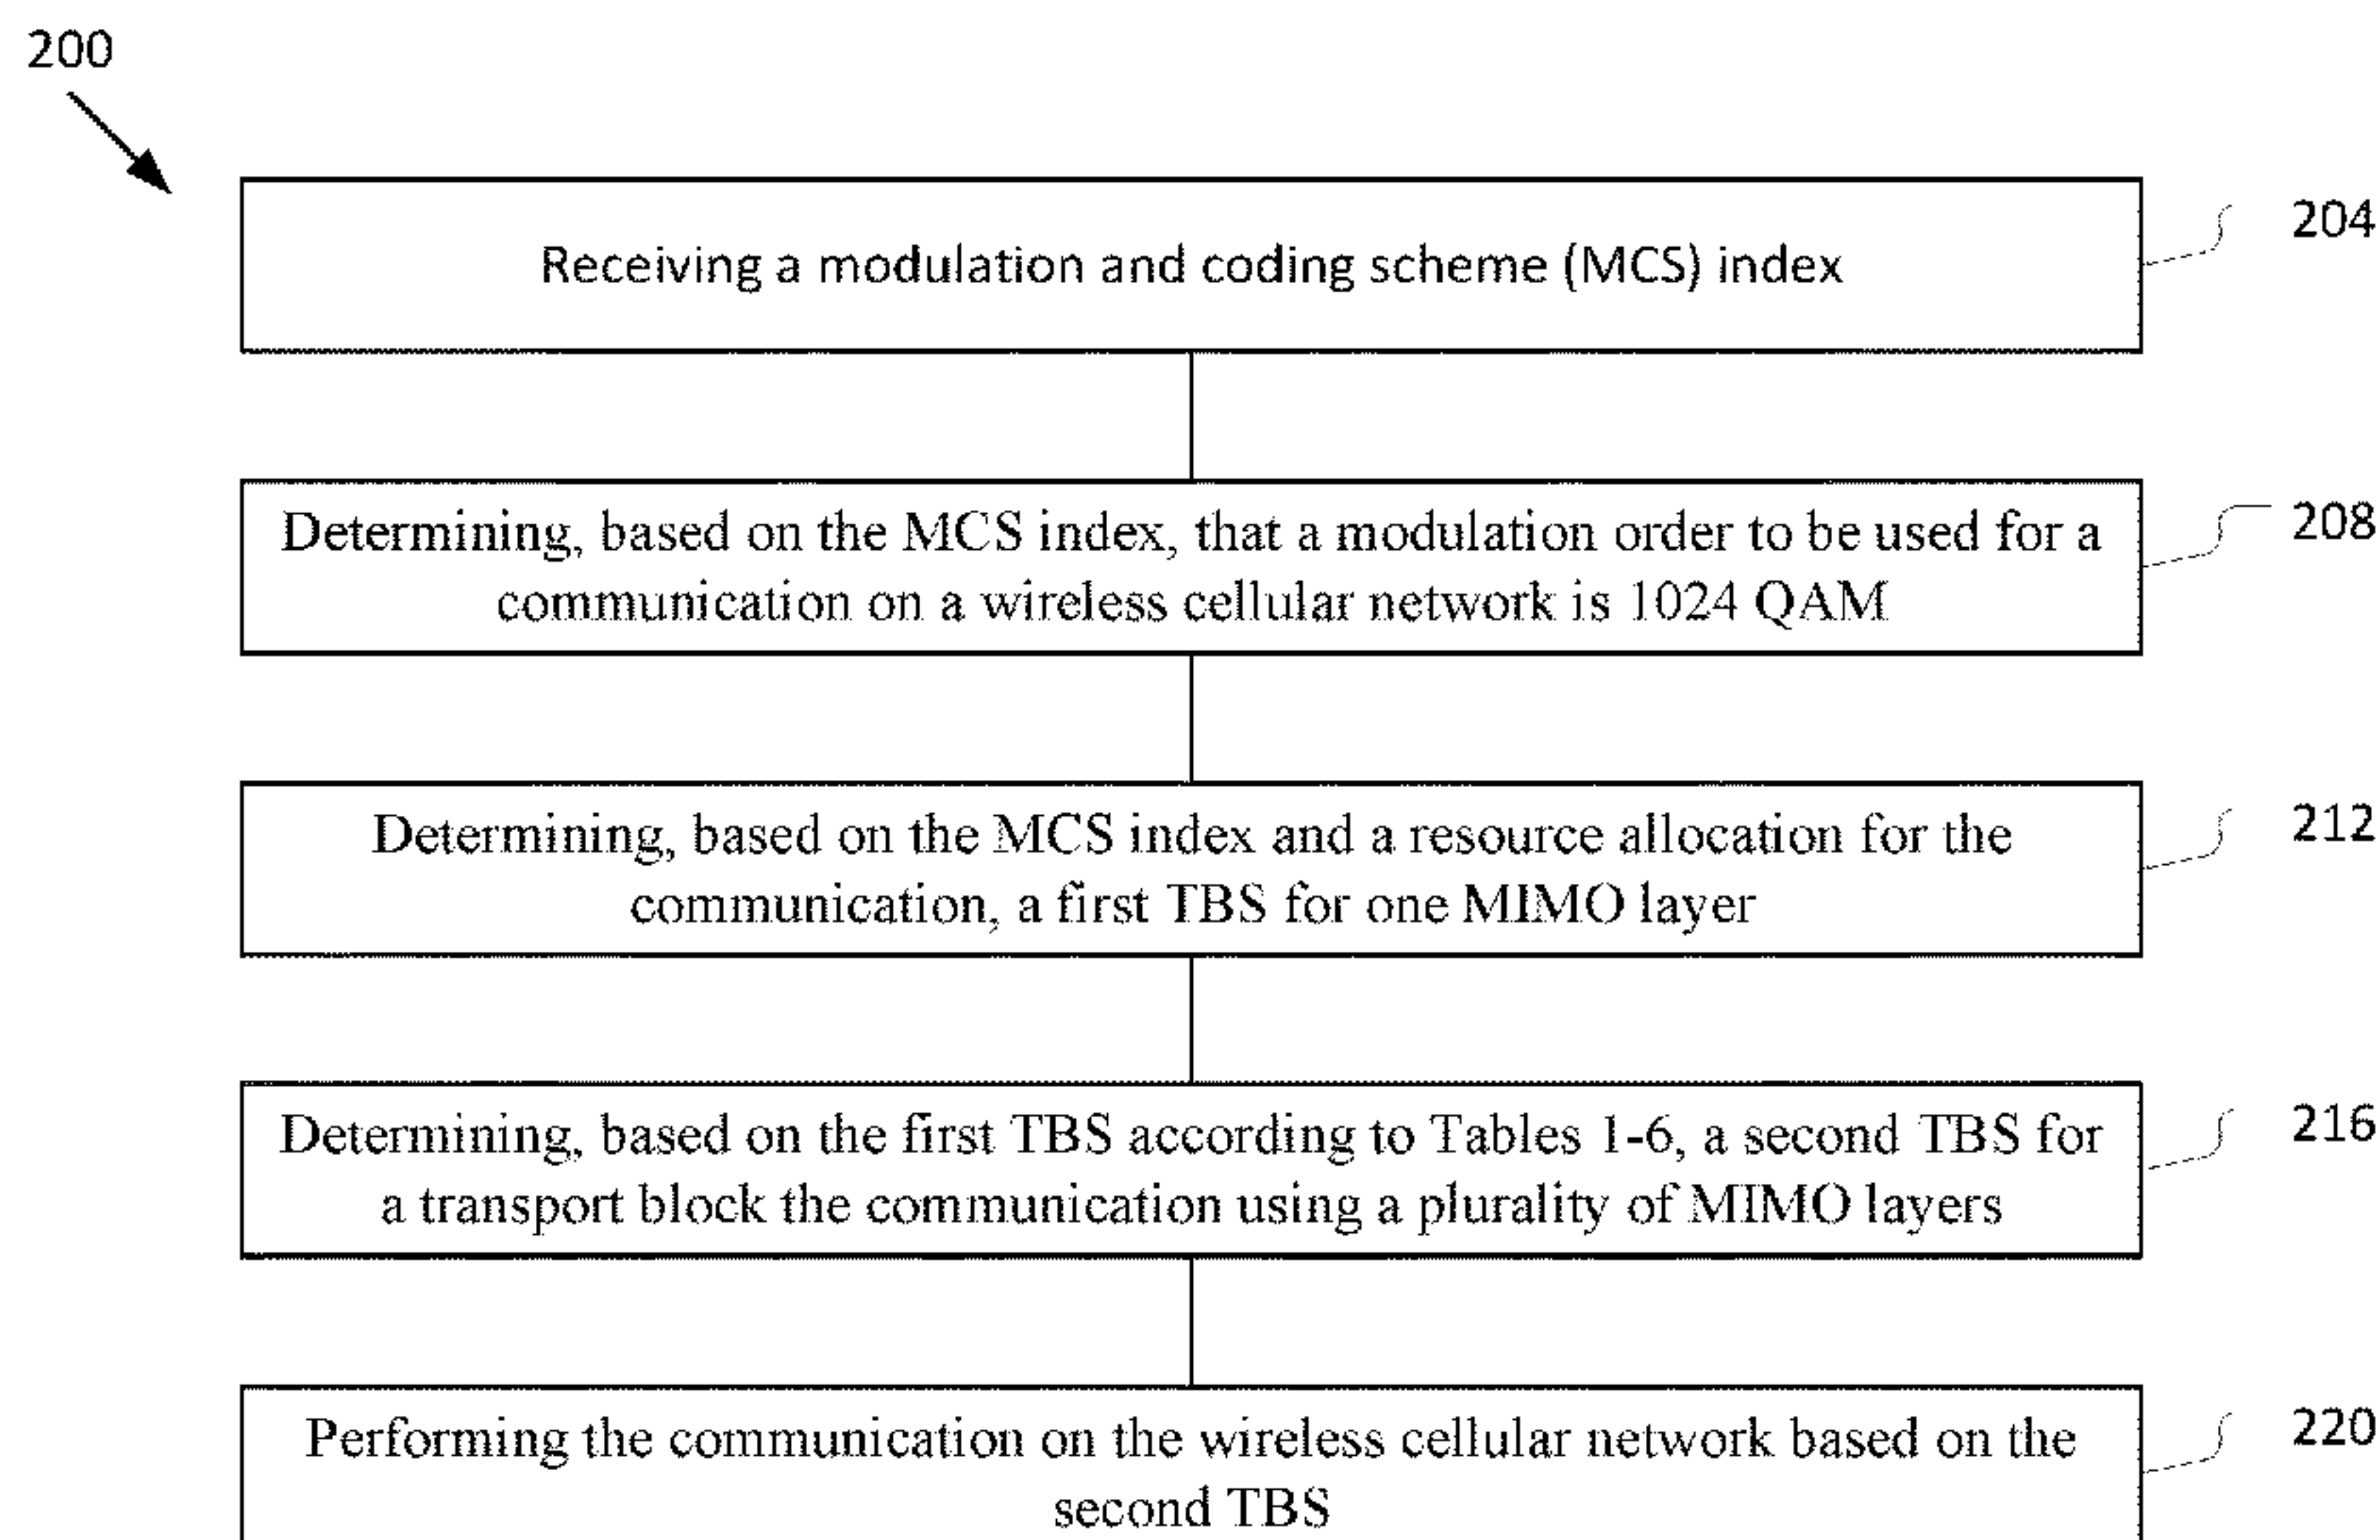 200
Receiving a modulation and coding scheme (MCS) index
204
Determining, based on the MCS index, that a modulation order to be used for a
communication on a wireless cellular network is 1024 QAM
208
Determining, based on the MCS index and a resource allocation for the
communication, a first TBS for one MIMO layer
212
Determining, based on the first TBS according to Tables 1-6, a second TBS for
a transport block the communication using a plurality of MIMO layers
216
Performing the communication on the wireless cellular network based on the
second TBS
220